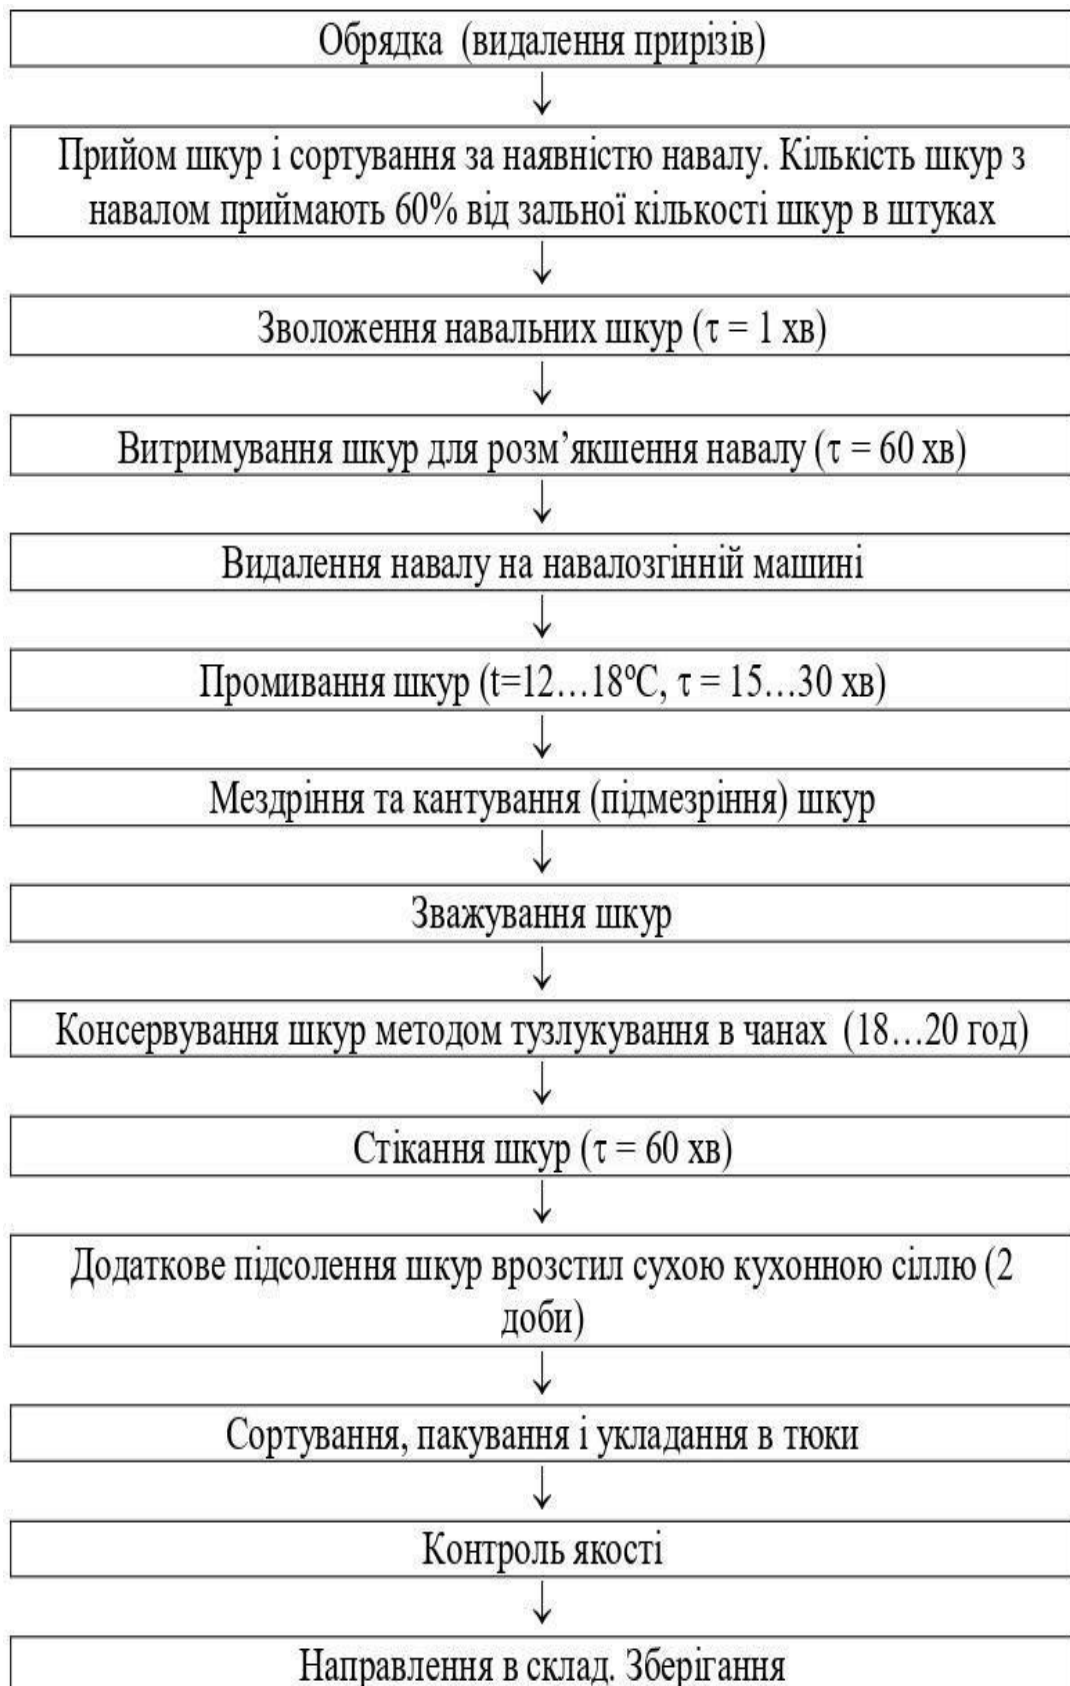 Обрядка (видалення прирізів)
Прийом шкур і сортування за наявністю навалу. Кількість шкур з
навалом приймають 60% від зальної кількості шкур в штуках
Зволоження навальних шкур (τ = 1 хв)
Витримування шкур для розм’якшення навалу (τ = 60 хв)
Видалення навалу на навалозгінній машині
Промивання шкур (t=12…18ºС, τ = 15…30 хв)
Мездріння та кантування (підмезріння) шкур
Зважування шкур
Консервування шкур методом тузлукування в чанах (18…20 год)
Стікання шкур (τ = 60 хв)
Додаткове підсолення шкур врозстил сухою кухонною сіллю (2
доби)
Сортування, пакування і укладання в тюки
Контроль якості
Направлення в склад. Зберігання